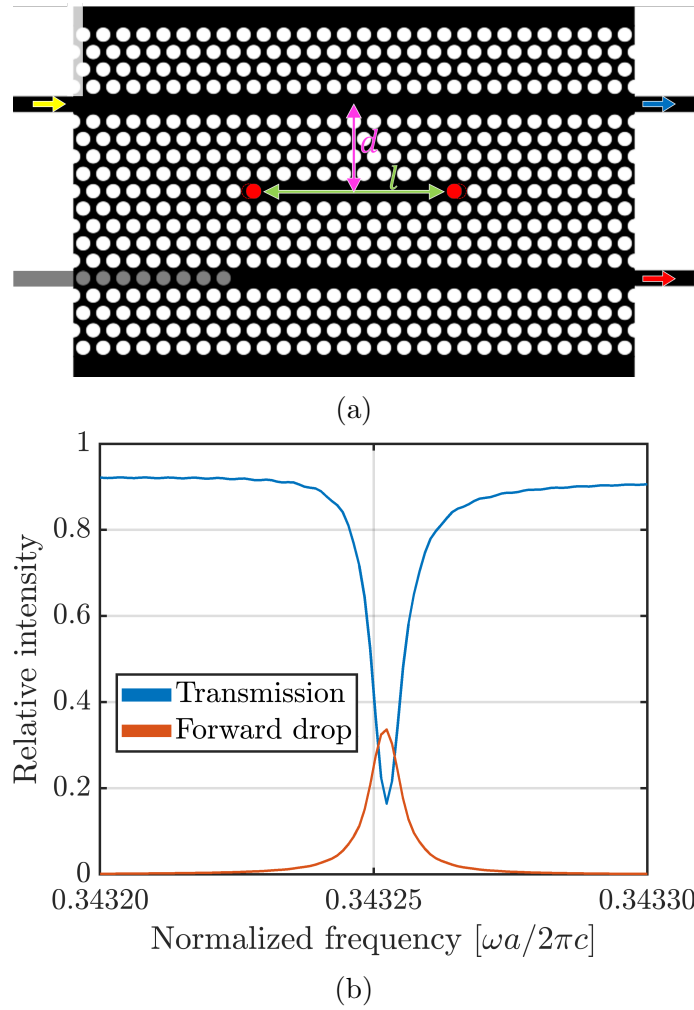 d
l
(a)
1
0.8
0.6
0.4
0.2
0
Relative intensity
Transmission
Forward drop
0.34320
0.34325
0.34330
Normalized frequency [ωa/2πc]
(b)